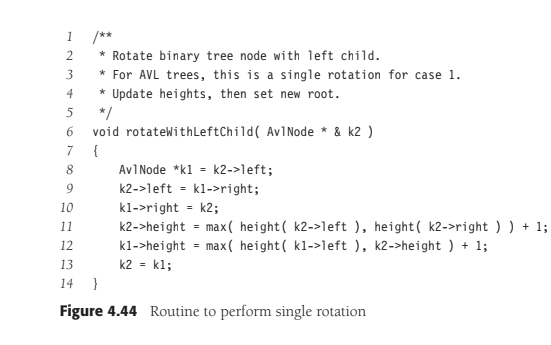 1 /**
2 * Rotate binary tree node with left child.
3 * For AVL trees, this is a single rotation for case 1.
4 * Update heights, then set new root.
5 */
6 void rotateWithLeftChild( AvlNode * & k2 )
7 {
8 AvlNode *k1 = k2->left;
9 k2->left = k1->right;
10 k1->right = k2;
11 k2->height = max( height( k2->left ), height( k2->right ) ) + 1;
12 k1->height = max( height( k1->left ), k2->height ) + 1;
13 k2 = k1;
14 }
Figure 4.44 Routine to perform single rotation